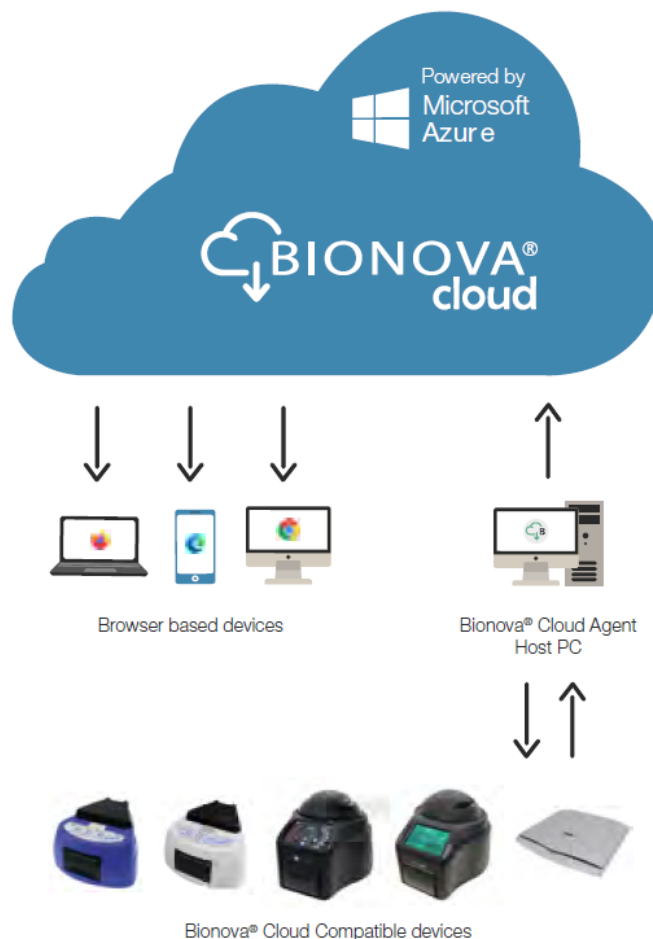 Powered by
Microsoft
Azure
BIONOVA®
cloud
B
Browser based devices
Bionova® Cloud Agent
Host PC
Bionova® Cloud Compatible devices